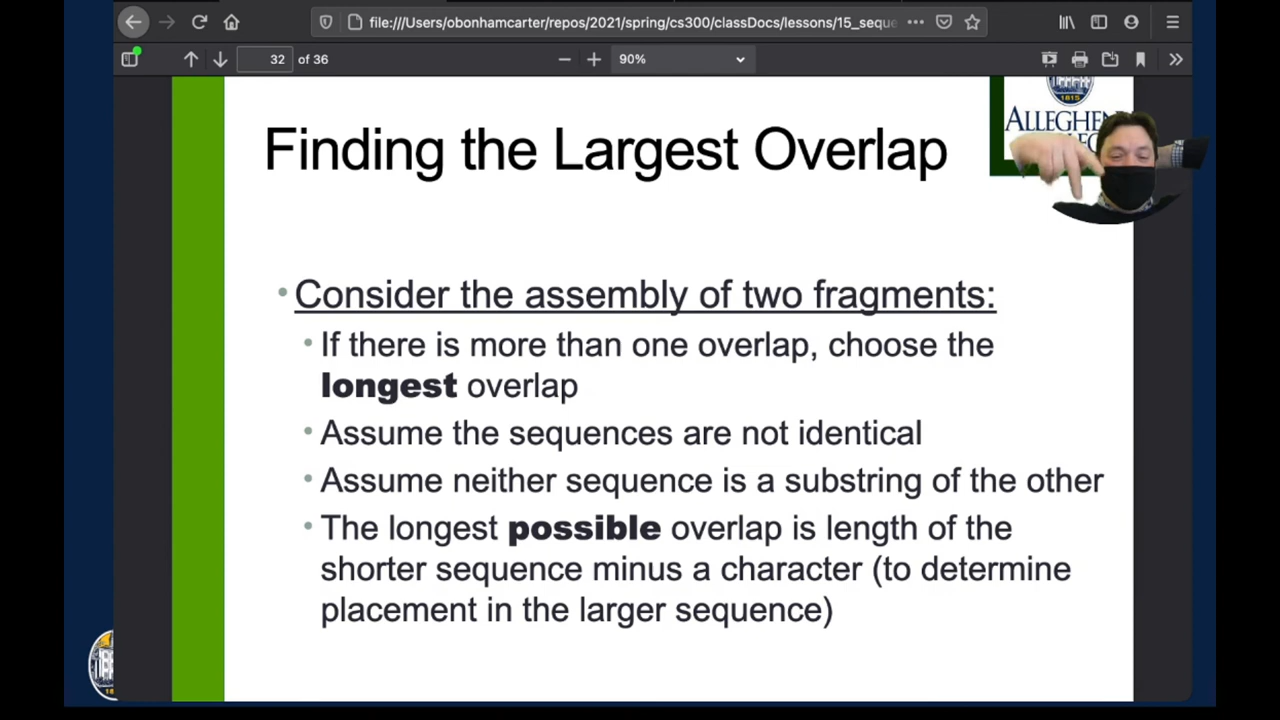 file:///Users/obonhamcarter/repos/2021/spring/cs300/classDocs/lessons/15_seque
32 of 36
90%
1815
ALLEGHENY
Finding the Largest Overlap
• Consider the assembly of two fragments:
• If there is more than one overlap, choose the
longest overlap
• Assume the sequences are not identical
• Assume neither sequence is a substring of the other
• The longest possible overlap is length of the
shorter sequence minus a character (to determine
placement in the larger sequence)